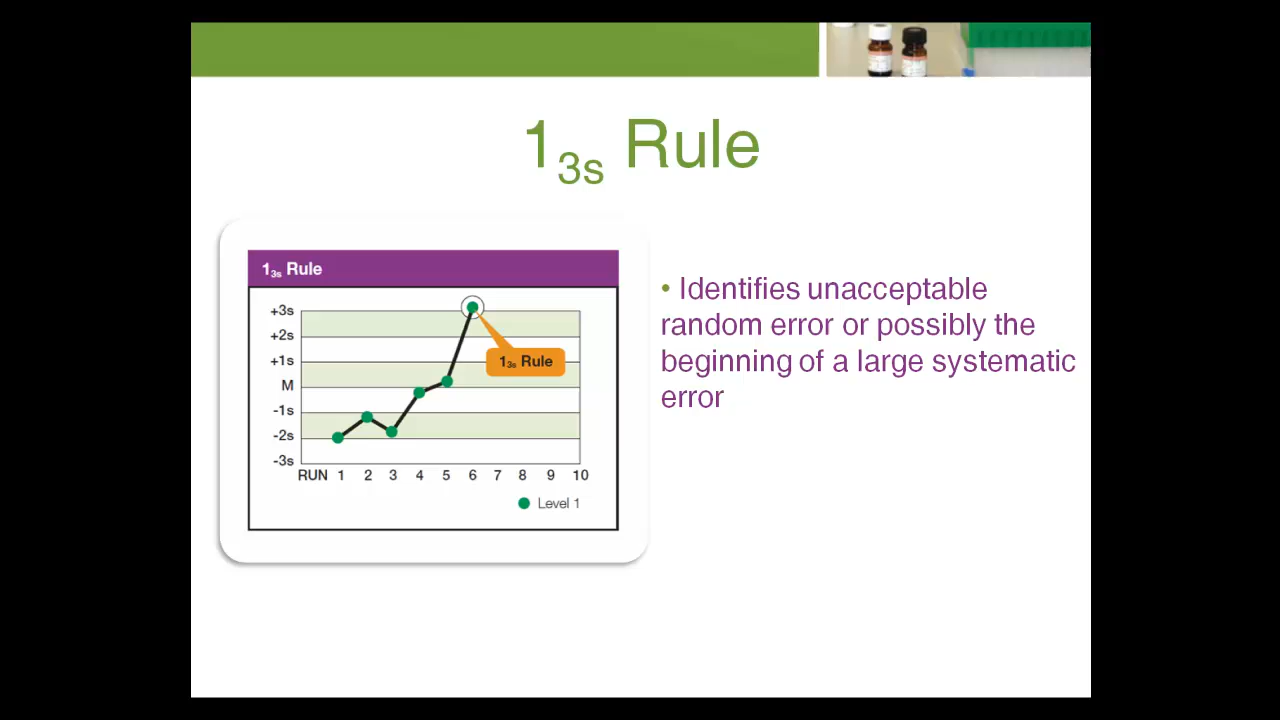 1₃ₛ Rule
1₃ₛ Rule
+3s
+2s
+1s
M
-1s
-2s
-3s
1₃ₛ Rule
RUN 1 2 3 4 5 6 7 8 9 10
Level 1
• Identifies unacceptable
random error or possibly the
beginning of a large systematic
error